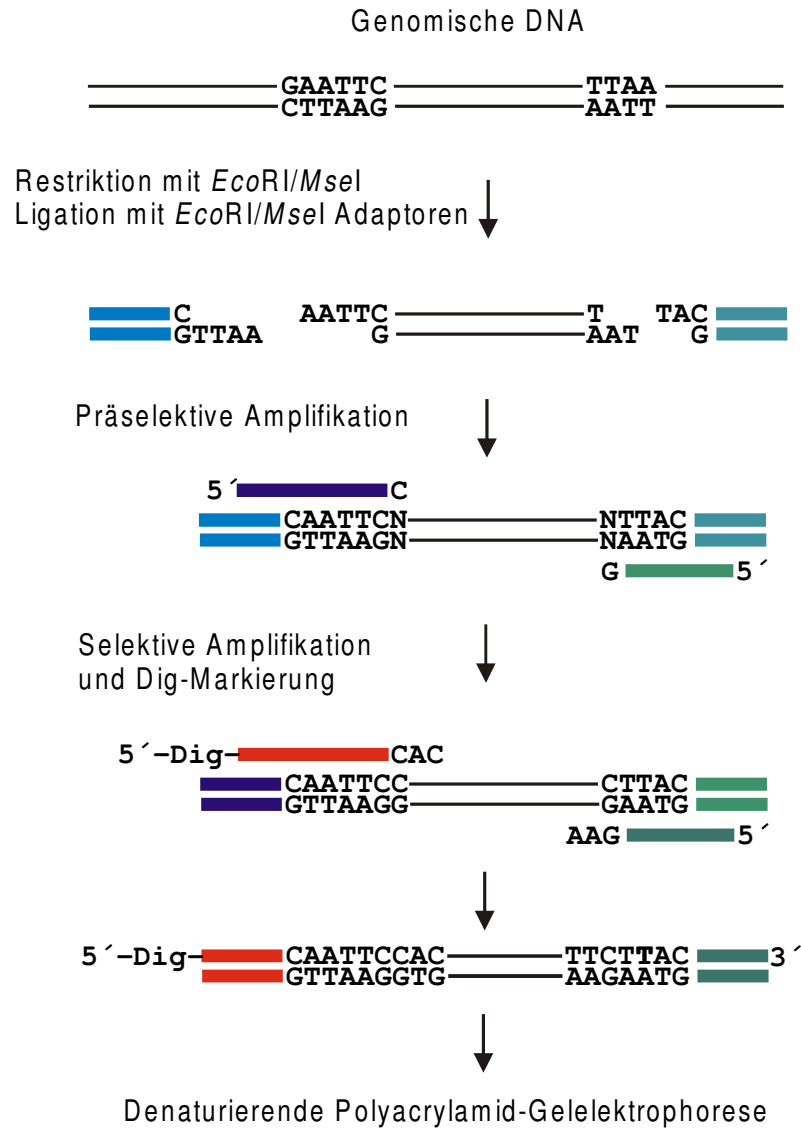 Genomische DNA
GAATTC TTAA
CTTAAG AATT
Restriktion mit EcoRI/MseI
Ligation mit EcoRI/MseI Adaptoren
C AATTC T TAC
GTTAA G AAT G
Präselektive Amplifikation
5´ C
CAATTCN NTTAC
GTTAAGN NAATG
G 5´
Selektive Amplifikation
und Dig-Markierung
5´-Dig- CAC
CAATTCC CTTAC
GTTAAGG GAATG
AAG 5´
5´-Dig- CAATTCCAC TTCTTAC 3´
GTTAAGGTG AAGAATG
Denaturierende Polyacrylamid-Gelelektrophorese